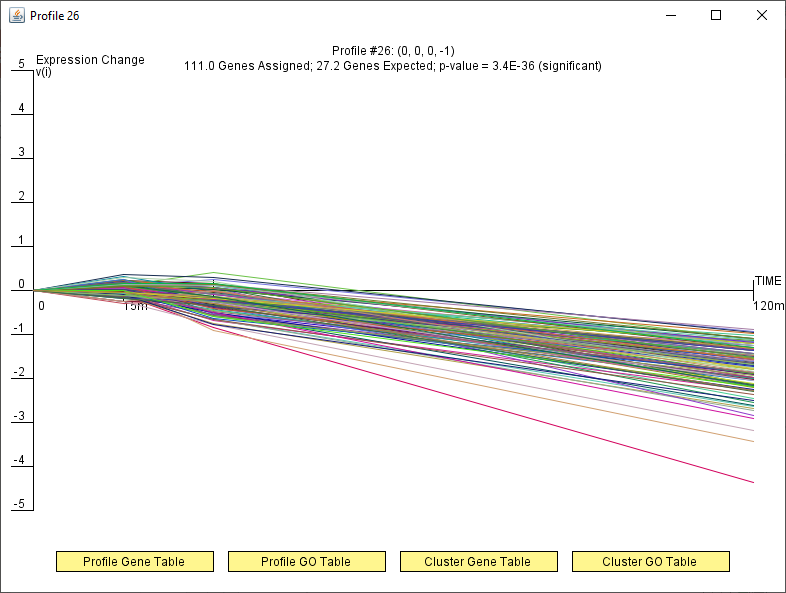 Profile 26
Profile #26: (0, 0, 0, -1)
111.0 Genes Assigned; 27.2 Genes Expected; p-value = 3.4E-36 (significant)
Expression Change
v(i)
5
4
3
2
1
0
-1
-2
-3
-4
-5
TIME
0
120m
Profile Gene Table
Profile GO Table
Cluster Gene Table
Cluster GO Table